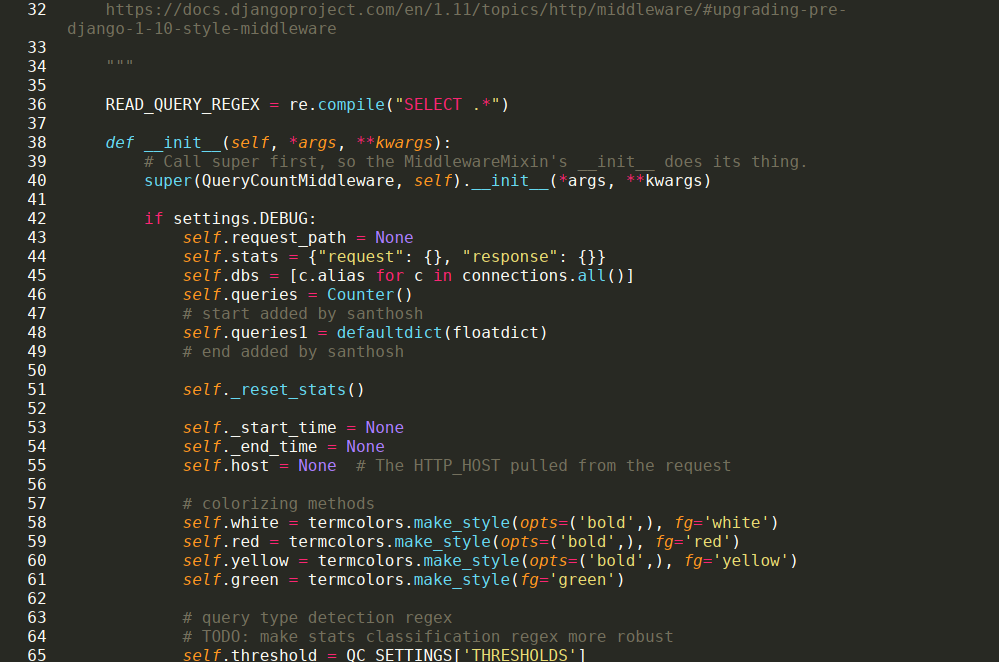 32 https://docs.djangoproject.com/en/1.11/topics/http/middleware/#upgrading-pre-
django-1-10-style-middleware
33
34 """
35
36 READ_QUERY_REGEX = re.compile("SELECT .*")
37
38 def __init__(self, *args, **kwargs):
39 # Call super first, so the MiddlewareMixin's __init__ does its thing.
40 super(QueryCountMiddleware, self).__init__(*args, **kwargs)
41
42 if settings.DEBUG:
43 self.request_path = None
44 self.stats = {"request": {}, "response": {}}
45 self.dbs = [c.alias for c in connections.all()]
46 self.queries = Counter()
47 # start added by santhosh
48 self.queries1 = defaultdict(floatdict)
49 # end added by santhosh
50
51 self._reset_stats()
52
53 self._start_time = None
54 self._end_time = None
55 self.host = None  # The HTTP_HOST pulled from the request
56
57 # colorizing methods
58 self.white = termcolors.make_style(opts=('bold',), fg='white')
59 self.red = termcolors.make_style(opts=('bold',), fg='red')
60 self.yellow = termcolors.make_style(opts=('bold',), fg='yellow')
61 self.green = termcolors.make_style(fg='green')
62
63 # query type detection regex
64 # TODO: make stats classification regex more robust
65 self.threshold = QC_SETTINGS['THRESHOLDS']